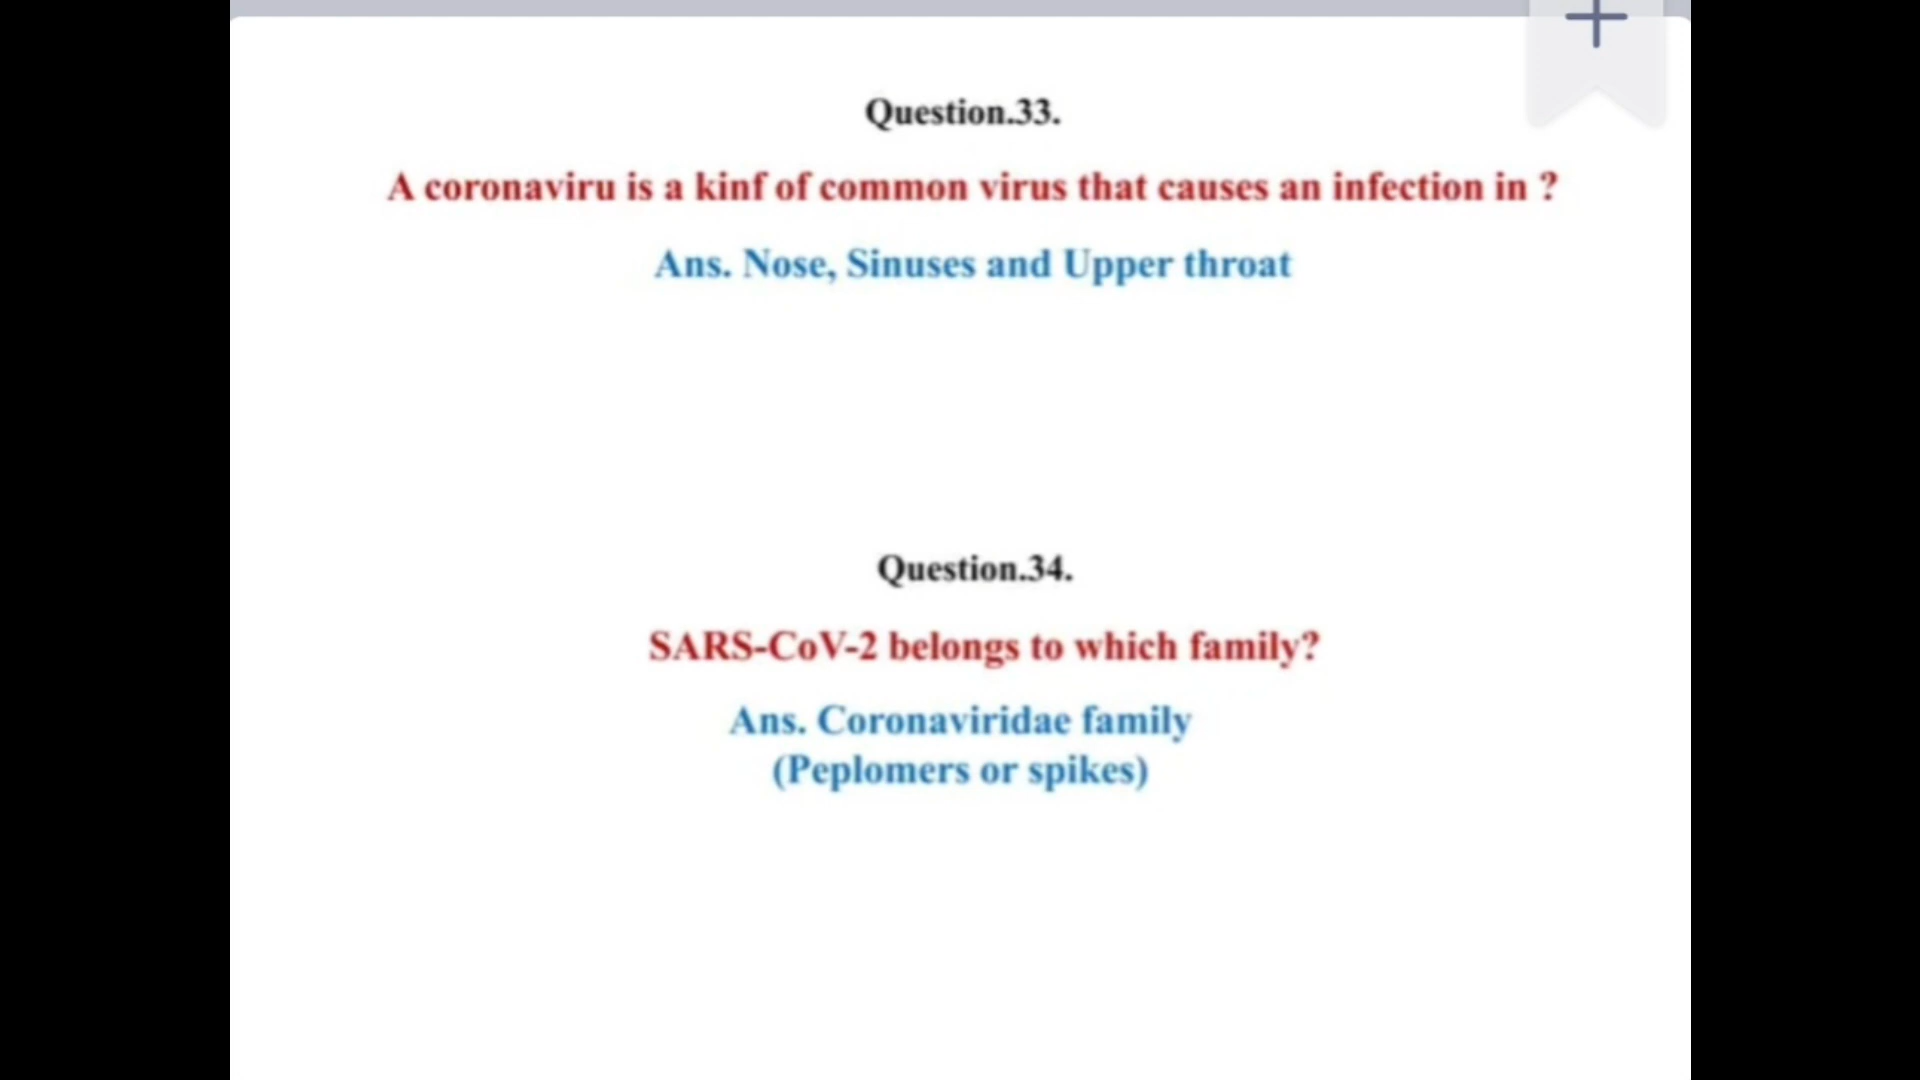 Question.33.
A coronaviru is a kinf of common virus that causes an infection in ?
Ans. Nose, Sinuses and Upper throat
Question.34.
SARS-CoV-2 belongs to which family?
Ans. Coronaviridae family
(Peplomers or spikes)